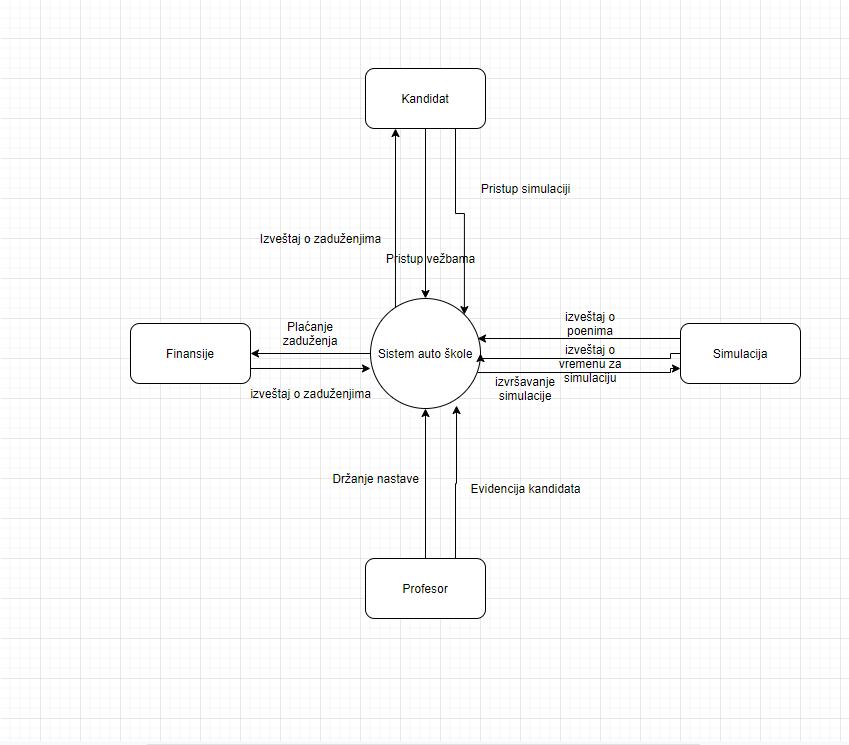 Kandidat
Pristup simulaciji
Izveštaj o zaduženjima
Pristup vežbama
Plaćanje
zaduženja
Finansije
izveštaj o zaduženjima
Sistem auto škole
izveštaj o
poenima
izveštaj o
vremenu za
simulaciju
izvršavanje
simulacije
Simulacija
Držanje nastave
Evidencija kandidata
Profesor